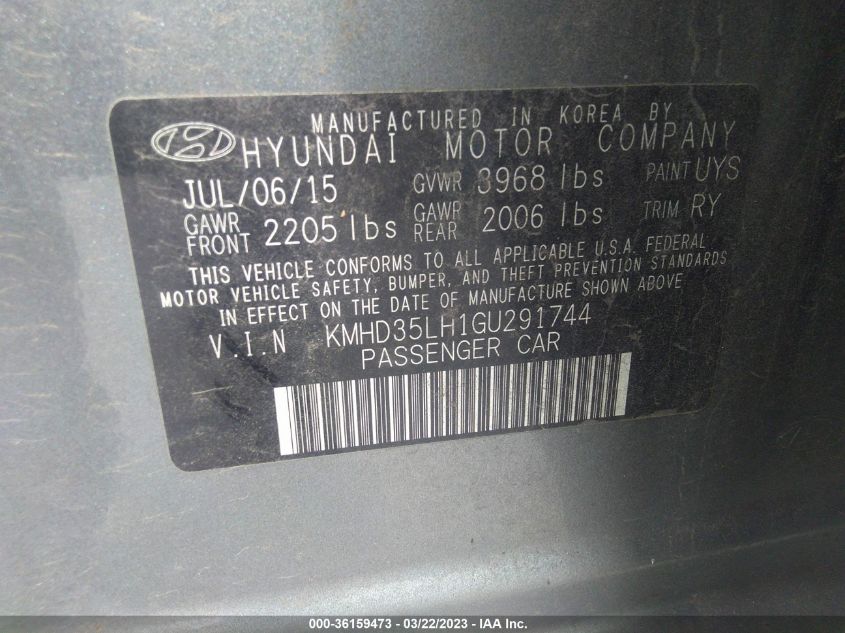 MANUFACTURED IN KOREA BY
HYUNDAI MOTOR COMPANY
JUL/06/15 GVWR 3968 lbs PAINT UYS
GAWR FRONT 2205 lbs GAWR REAR 2006 lbs TRIM RY
THIS VEHICLE CONFORMS TO ALL APPLICABLE U.S.A. FEDERAL
MOTOR VEHICLE SAFETY, BUMPER, AND THEFT PREVENTION STANDARDS
IN EFFECT ON THE DATE OF MANUFACTURE SHOWN ABOVE
V.I.N KMHD35LH1GU291744
PASSENGER CAR
000-36159473 - 03/22/2023 - IAA Inc.